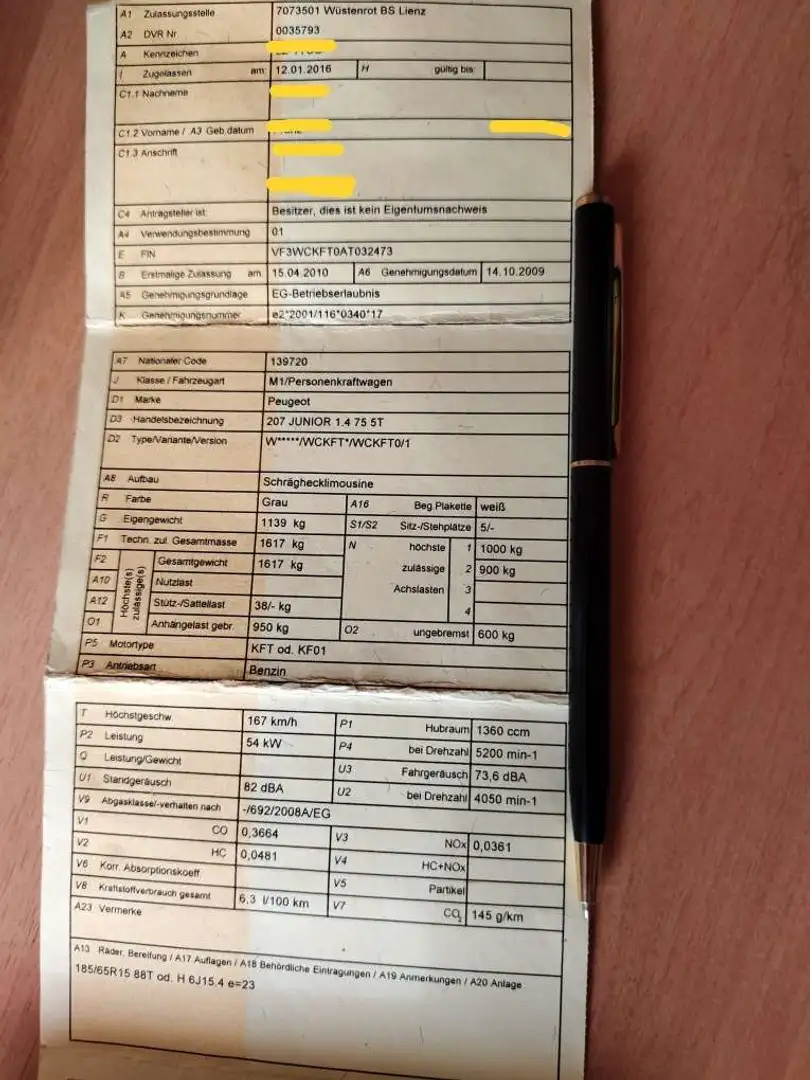 A1 Zulassungsstelle 7073501 Wüstenrot BS Lienz
A2 DVR Nr. 0035793
A Kennzeichen
I Zugelassen am: 12.01.2016 H gültig bis:
C1.1 Nachname
C1.2 Vorname / A3 Geb.datum
C1.3 Anschrift
C4 Antragsteller ist: Besitzer, dies ist kein Eigentumsnachweis
A4 Verwendungsbestimmung 01
E FIN VF3WCKFT0AT032473
B Erstmalige Zulassung am 15.04.2010 A6 Genehmigungsdatum 14.10.2009
A5 Genehmigungsgrundlage EG-Betriebserlaubnis
K Genehmigungsnummer e2*2001/116*0340*17
A7 Nationaler Code 139720
J Klasse / Fahrzeugart M1/Personenkraftwagen
D1 Marke Peugeot
D3 Handelsbezeichnung 207 JUNIOR 1.4 75 5T
D2 Type/Variante/Version W*****/WCKFT*/WCKFT0/1
A8 Aufbau Schräghecklimousine
R Farbe Grau A16 Beg.Plakette weiß
G Eigengewicht 1139 kg S1/S2 Sitz-/Stehplätze 5/-
F1 Techn. zul. Gesamtmasse 1617 kg N höchste 1 1000 kg
F2 Höchste(s) zulässige(s) Gesamtgewicht 1617 kg zulässige 2 900 kg
A10 Nutzlast Achslasten 3
A12 Stütz-/Sattellast 38/- kg 4
O1 Anhängelast gebr. 950 kg O2 ungebremst 600 kg
P5 Motortype KFT od. KF01
P3 Antriebsart Benzin
T Höchstgeschw. 167 km/h P1 Hubraum 1360 ccm
P2 Leistung 54 kW P4 bei Drehzahl 5200 min-1
Q Leistung/Gewicht U3 Fahrgeräusch 73,6 dBA
U1 Standgeräusch 82 dBA U2 bei Drehzahl 4050 min-1
V9 Abgasklasse/-verhalten nach -/692/2008A/EG
V1 CO 0,3664 V3 NOx 0,0361
V2 HC 0,0481 V4 HC+NOx
V6 Korr. Absorptionskoeff V5 Partikel
V8 Kraftstoffverbrauch gesamt 6,3 l/100 km V7 CO2 145 g/km
A23 Vermerke
A13 Räder, Bereifung / A17 Auflagen / A18 Behördliche Eintragungen / A19 Anmerkungen / A20 Anlage
185/65R15 88T od. H 6J15.4 e=23